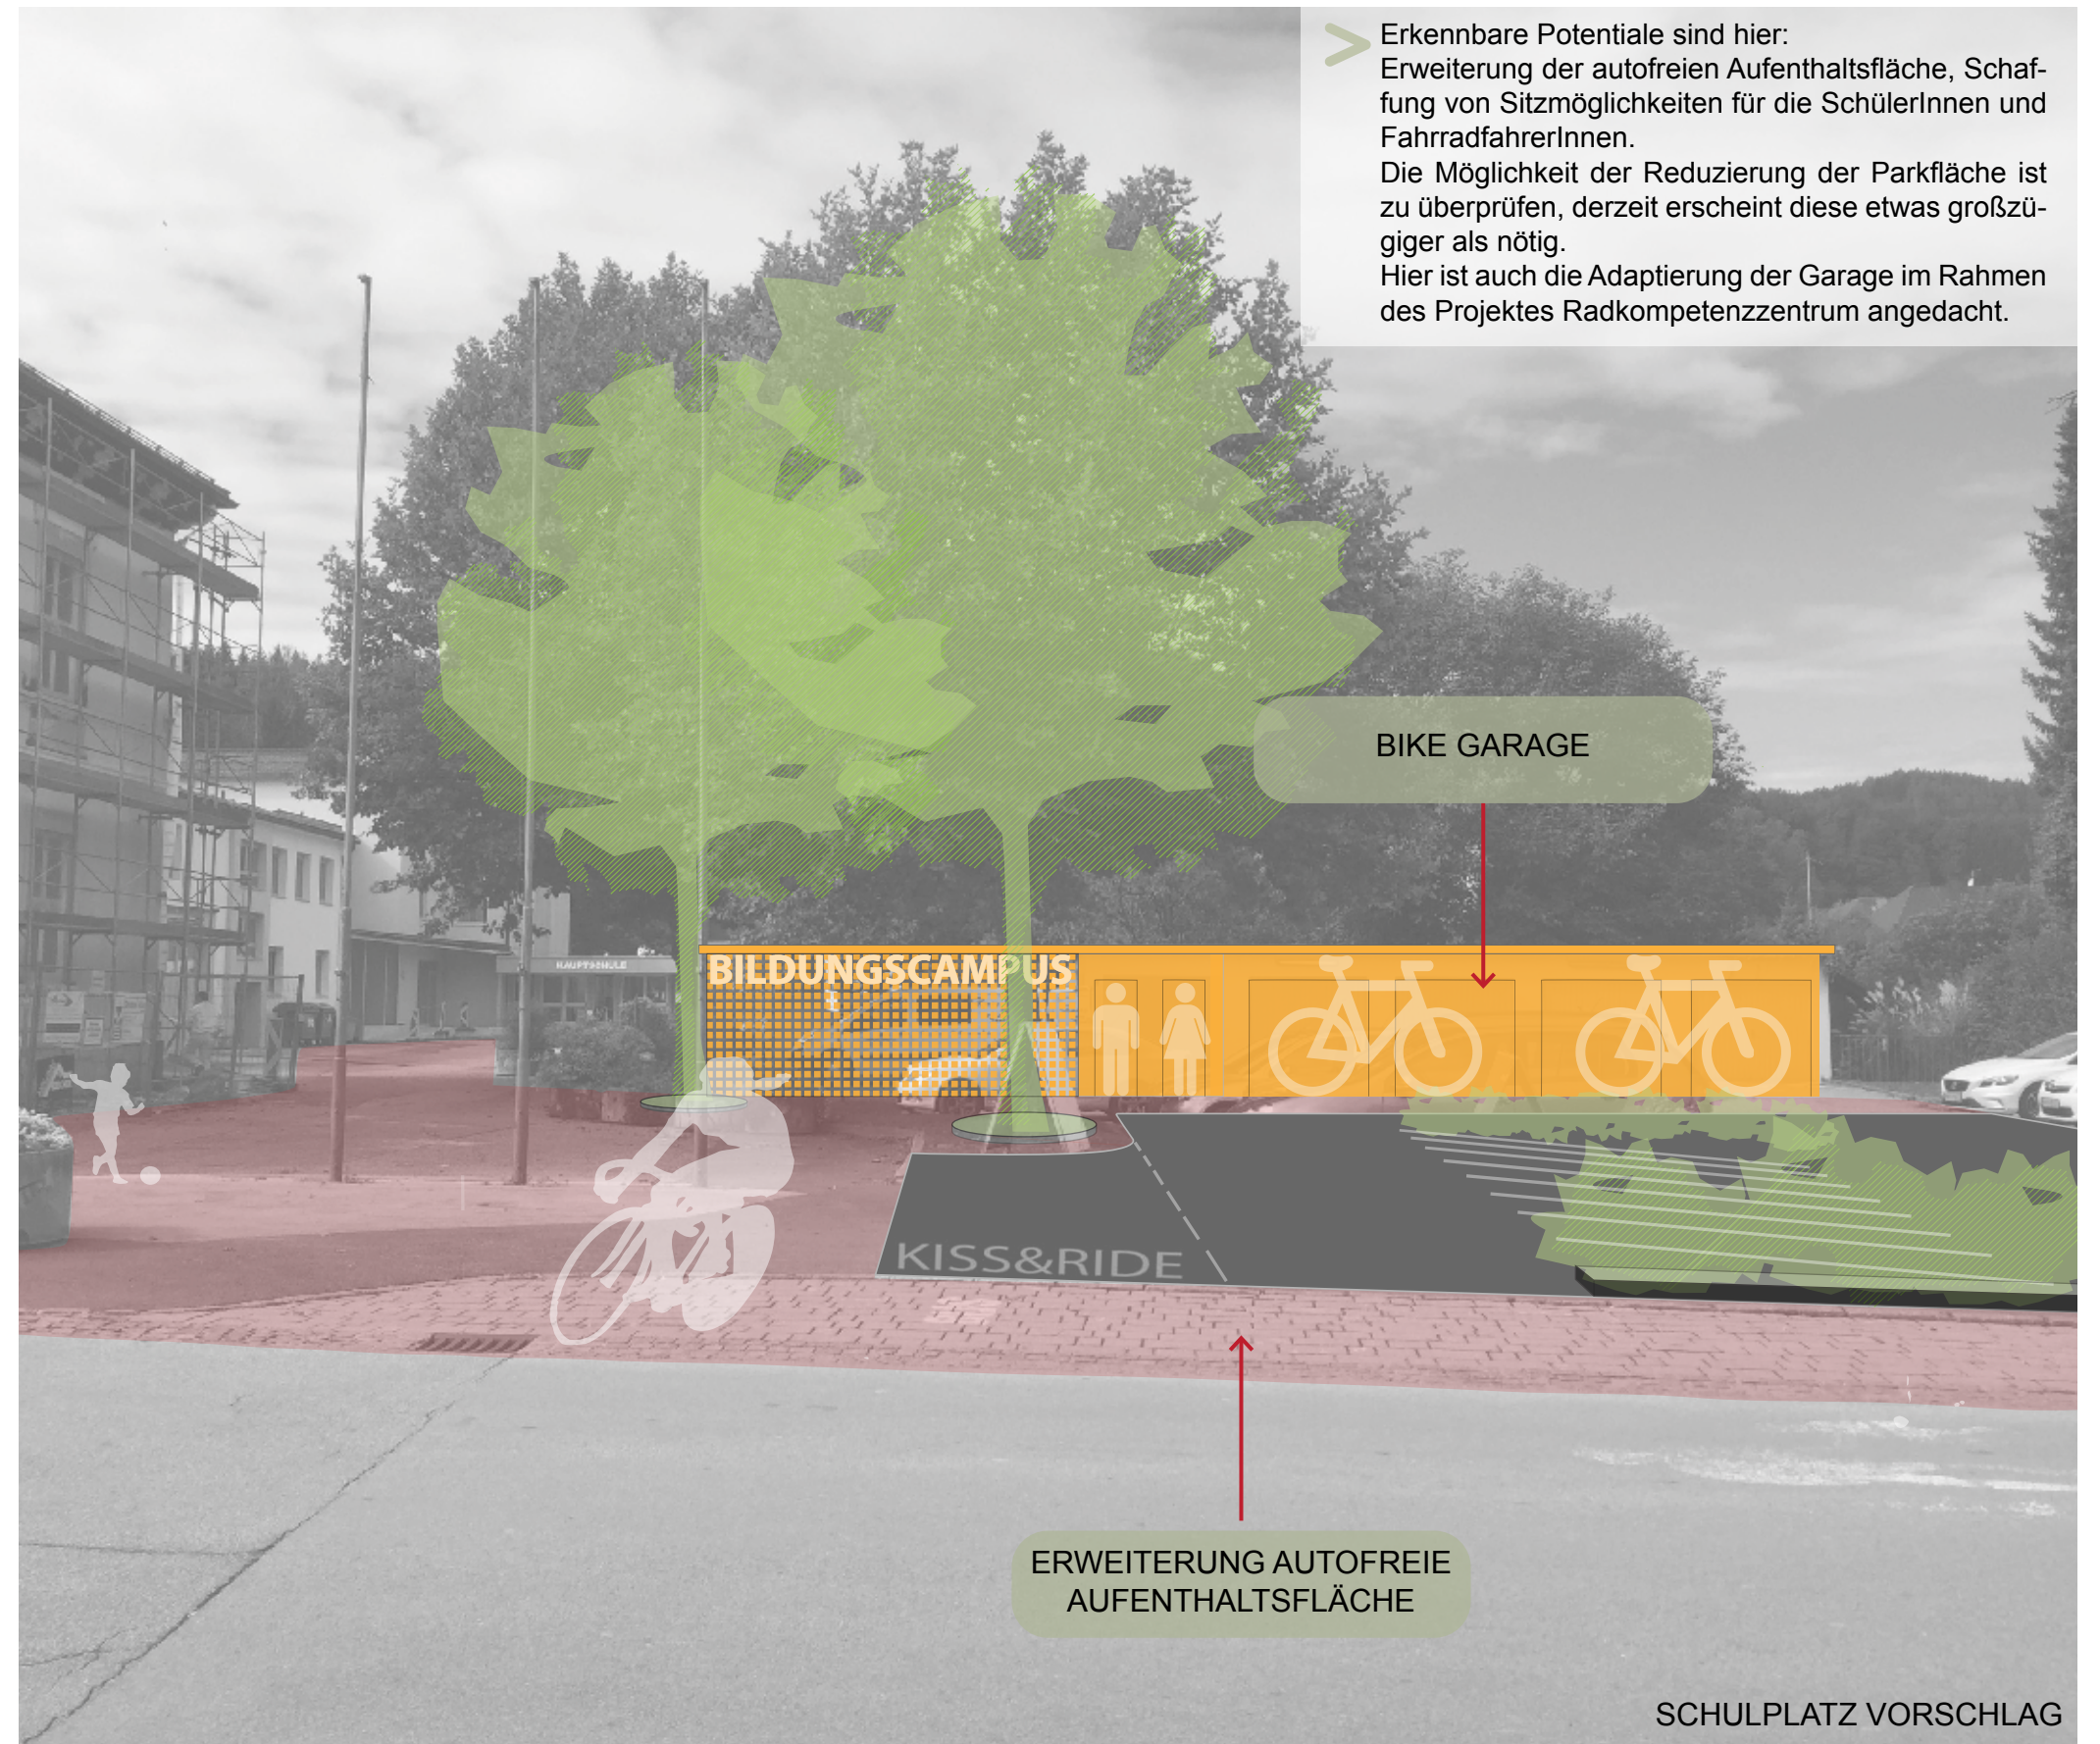 Erkennbare Potentiale sind hier:
Erweiterung der autofreien Aufenthaltsfläche, Schaf-
fung von Sitzmöglichkeiten für die SchülerInnen und
FahrradfahrerInnen.
Die Möglichkeit der Reduzierung der Parkfläche ist
zu überprüfen, derzeit erscheint diese etwas großzü-
giger als nötig.
Hier ist auch die Adaptierung der Garage im Rahmen
des Projektes Radkompetenzzentrum angedacht.
BIKE GARAGE
HAUPTSCHULE
BILDUNGSCAMPUS
KISS&RIDE
ERWEITERUNG AUTOFREIE
AUFENTHALTSFLÄCHE
SCHULPLATZ VORSCHLAG